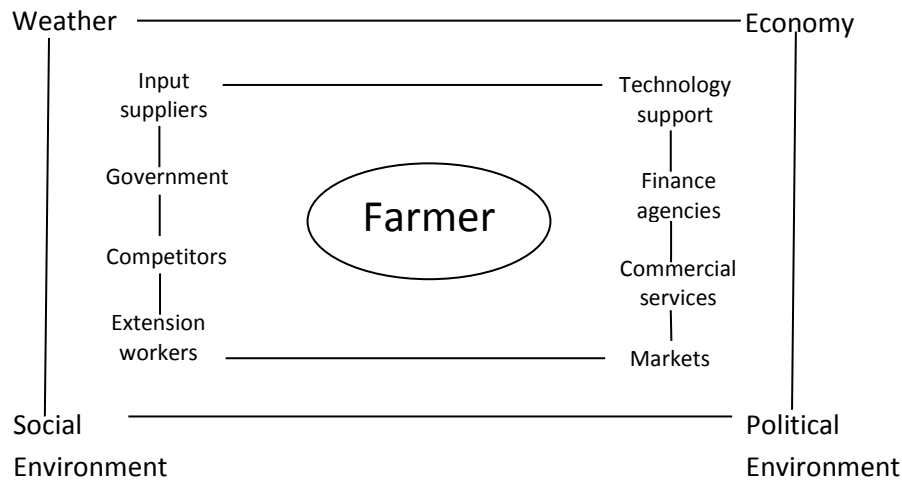 Weather
Economy
Input
suppliers
Technology
support
Government
Finance
agencies
Farmer
Competitors
Commercial
services
Extension
workers
Markets
Social
Environment
Political
Environment